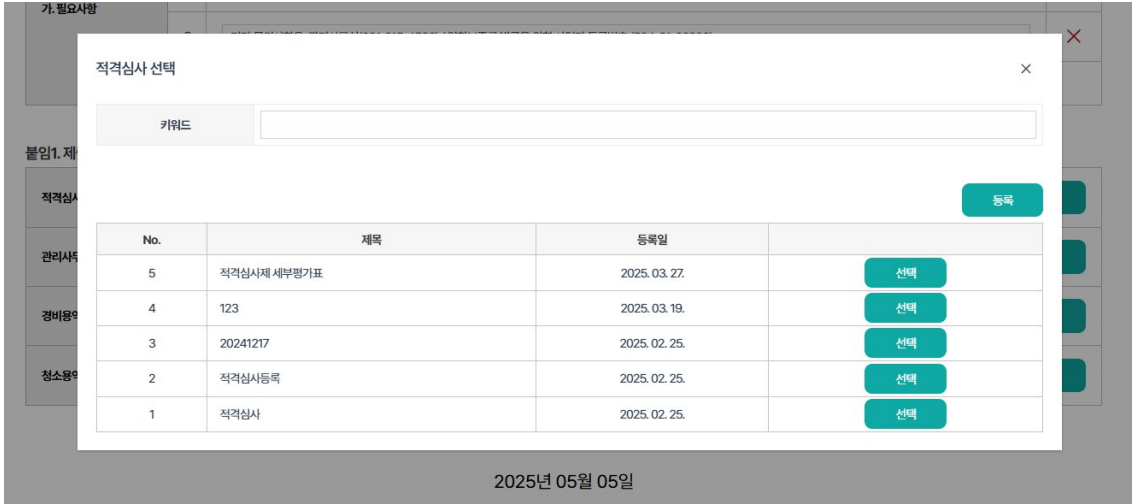 가. 필요사항
적격심사 선택
키워드
붙임1. 제
등록
적격심사
No. 제목 등록일
관리사무
5 적격심사제 세부평가표 2025. 03. 27. 선택
4 123 2025. 03. 19. 선택
경비용역
3 20241217 2025. 02. 25. 선택
2 적격심사등록 2025. 02. 25. 선택
청소용역
1 적격심사 2025. 02. 25. 선택
2025년 05월 05일